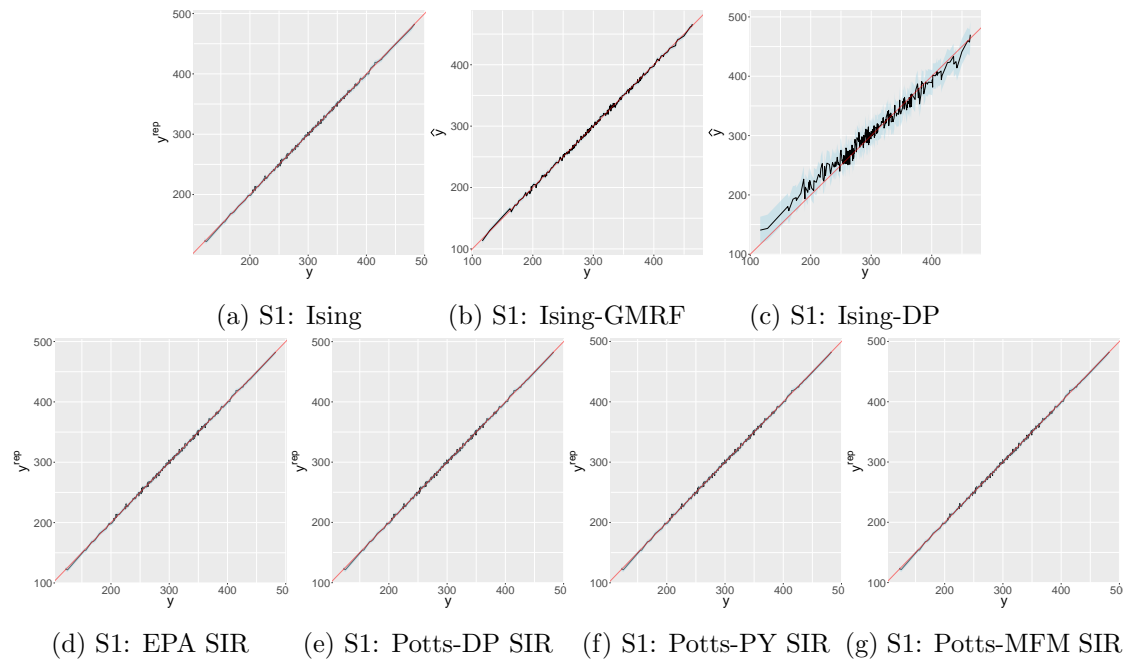 500 500 500
400 400 400
y^rep 300 ŷ 300 ŷ 300
200 200 200
100 100
200 300 400 50 100 200 300 400 100 200 300 400
y y y
(a) S1: Ising (b) S1: Ising-GMRF (c) S1: Ising-DP
500 500 500 500
400 400 400 400
y^rep 300 y^rep 300 y^rep 300 y^rep 300
200 200 200 200
100 100 100 100
200 300 400 50 200 300 400 50 200 300 400 50 200 300 400 50
y y y y
(d) S1: EPA SIR (e) S1: Potts-DP SIR (f) S1: Potts-PY SIR (g) S1: Potts-MFM SIR